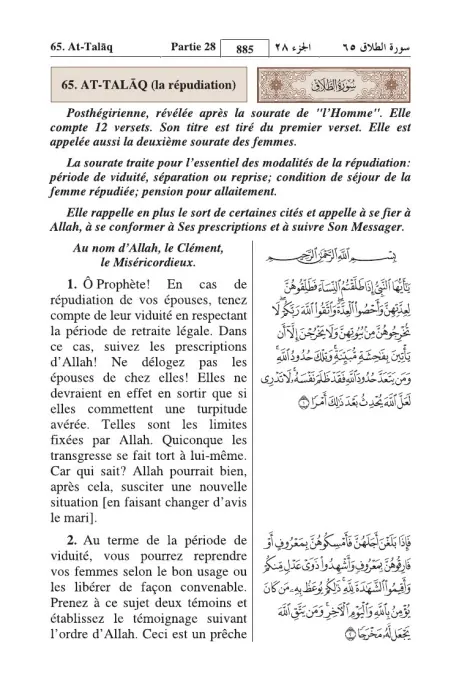 65. At-Talāq Partie 28 885 الجزء ٢٨ سورة الطلاق ٦٥
65. AT-TALĀQ (la répudiation)
سُورَةُ الطَّلَاقِ
Posthégirienne, révélée après la sourate de "l’Homme". Elle
compte 12 versets. Son titre est tiré du premier verset. Elle est
appelée aussi la deuxième sourate des femmes.
La sourate traite pour l’essentiel des modalités de la répudiation:
période de viduité, séparation ou reprise; condition de séjour de la
femme répudiée; pension pour allaitement.
Elle rappelle en plus le sort de certaines cités et appelle à se fier à
Allah, à se conformer à Ses prescriptions et à suivre Son Messager.
Au nom d’Allah, le Clément,
le Miséricordieux.
1. Ô Prophète! En cas de
répudiation de vos épouses, tenez
compte de leur viduité en respectant
la période de retraite légale. Dans
ce cas, suivez les prescriptions
d’Allah! Ne délogez pas les
épouses de chez elles! Elles ne
devraient en effet en sortir que si
elles commettent une turpitude
avérée. Telles sont les limites
fixées par Allah. Quiconque les
transgresse se fait tort à lui-même.
Car qui sait? Allah pourrait bien,
après cela, susciter une nouvelle
situation [en faisant changer d’avis
le mari].
2. Au terme de la période de
viduité, vous pourrez reprendre
vos femmes selon le bon usage ou
les libérer de façon convenable.
Prenez à ce sujet deux témoins et
établissez le témoignage suivant
l’ordre d’Allah. Ceci est un prêche
بِسْمِ اللَّهِ الرَّحْمَٰنِ الرَّحِيمِ
يَٰٓأَيُّهَا ٱلنَّبِيُّ إِذَا طَلَّقْتُمُ ٱلنِّسَآءَ فَطَلِّقُوهُنَّ
لِعِدَّتِهِنَّ وَأَحْصُوا۟ ٱلْعِدَّةَ وَٱتَّقُوا۟ ٱللَّهَ رَبَّكُمْ لَا
تُخْرِجُوهُنَّ مِنۢ بُيُوتِهِنَّ وَلَا يَخْرُجْنَ إِلَّآ أَن
يَأْتِينَ بِفَٰحِشَةٍ مُّبَيِّنَةٍ وَتِلْكَ حُدُودُ ٱللَّهِ
وَمَن يَتَعَدَّ حُدُودَ ٱللَّهِ فَقَدْ ظَلَمَ نَفْسَهُۥ لَا تَدْرِى
لَعَلَّ ٱللَّهَ يُحْدِثُ بَعْدَ ذَٰلِكَ أَمْرًا ١
فَإِذَا بَلَغْنَ أَجَلَهُنَّ فَأَمْسِكُوهُنَّ بِمَعْرُوفٍ أَوْ
فَارِقُوهُنَّ بِمَعْرُوفٍ وَأَشْهِدُوا۟ ذَوَىْ عَدْلٍ مِّنكُمْ
وَأَقِيمُوا۟ ٱلشَّهَٰدَةَ لِلَّهِ ذَٰلِكُمْ يُوعَظُ بِهِۦ مَن كَانَ
يُؤْمِنُ بِٱللَّهِ وَٱلْيَوْمِ ٱلْءَاخِرِ وَمَن يَتَّقِ ٱللَّهَ
يَجْعَل لَّهُۥ مَخْرَجًا ٢